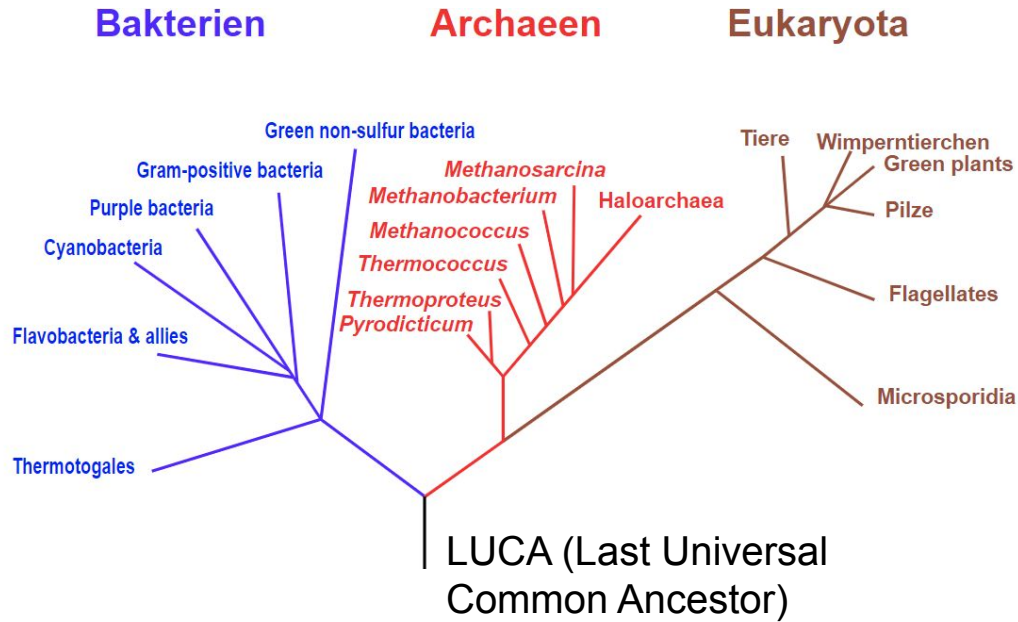 Bakterien
Archaeen
Eukaryota
Green non-sulfur bacteria
Gram-positive bacteria
Purple bacteria
Cyanobacteria
Flavobacteria & allies
Thermotogales
Methanosarcina
Methanobacterium
Haloarchaea
Methanococcus
Thermococcus
Thermoproteus
Pyrodicticum
Tiere
Wimperntierchen
Green plants
Pilze
Flagellates
Microsporidia
LUCA (Last Universal
Common Ancestor)